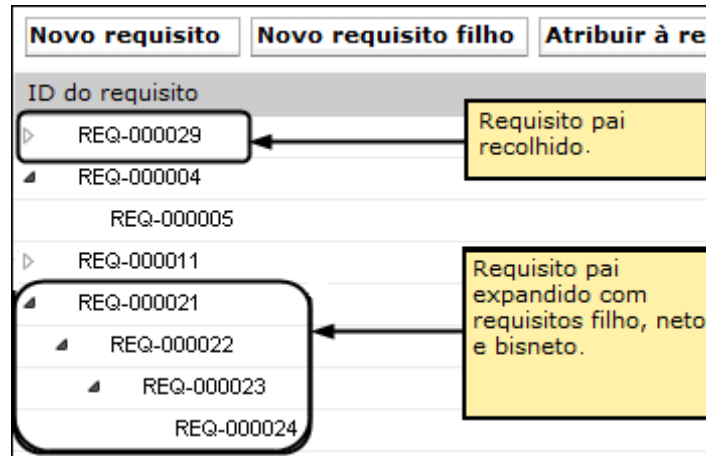 Novo requisito Novo requisito filho Atribuir à re
ID do requisito
REQ-000029
Requisito pai
recolhido.
REQ-000004
REQ-000005
REQ-000011
REQ-000021
REQ-000022
REQ-000023
REQ-000024
Requisito pai
expandido com
requisitos filho, neto
e bisneto.